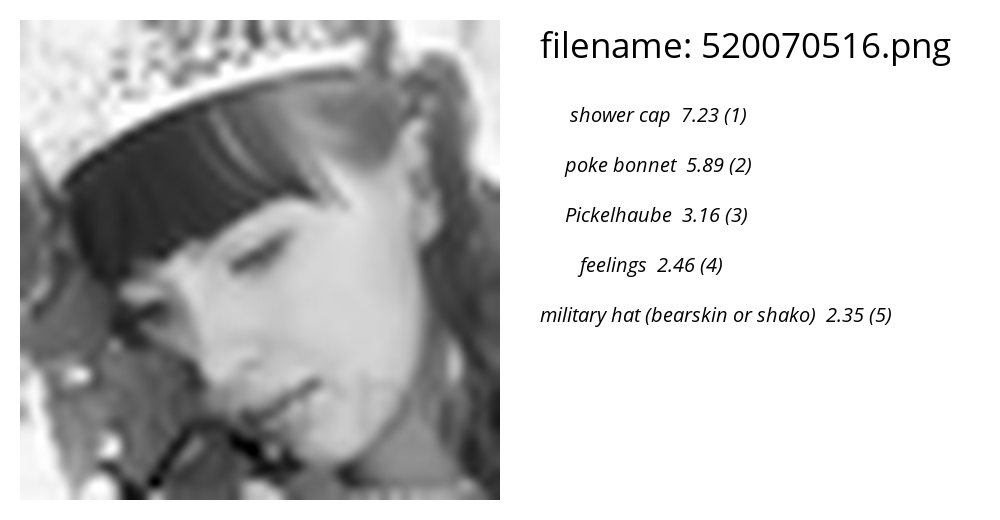 filename: 520070516.png
shower cap 7.23 (1)
poke bonnet 5.89 (2)
Pickelhaube 3.16 (3)
feelings 2.46 (4)
military hat (bearskin or shako) 2.35 (5)